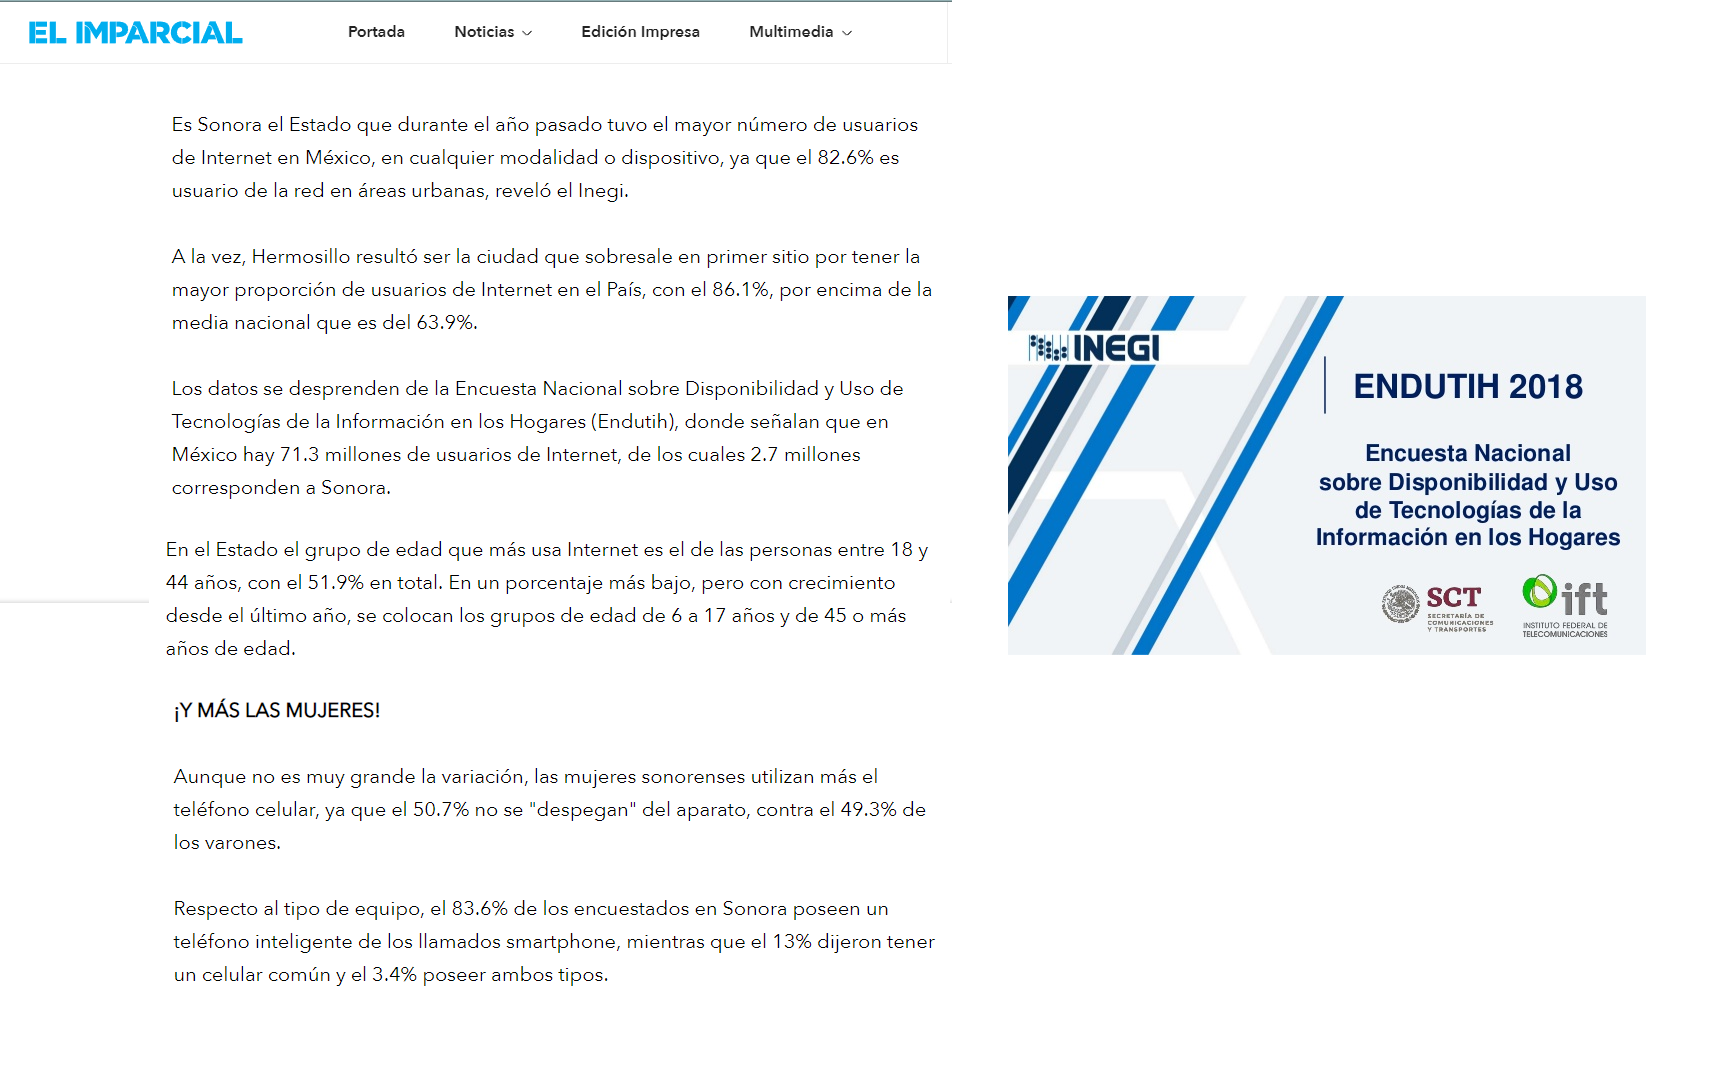 EL IMPARCIAL
Portada
Noticias
Edición Impresa
Multimedia
Es Sonora el Estado que durante el año pasado tuvo el mayor número de usuarios
de Internet en México, en cualquier modalidad o dispositivo, ya que el 82.6% es
usuario de la red en áreas urbanas, reveló el Inegi.
A la vez, Hermosillo resultó ser la ciudad que sobresale en primer sitio por tener la
mayor proporción de usuarios de Internet en el País, con el 86.1%, por encima de la
media nacional que es del 63.9%.
Los datos se desprenden de la Encuesta Nacional sobre Disponibilidad y Uso de
Tecnologías de la Información en los Hogares (Endutih), donde señalan que en
México hay 71.3 millones de usuarios de Internet, de los cuales 2.7 millones
corresponden a Sonora.
En el Estado el grupo de edad que más usa Internet es el de las personas entre 18 y
44 años, con el 51.9% en total. En un porcentaje más bajo, pero con crecimiento
desde el último año, se colocan los grupos de edad de 6 a 17 años y de 45 o más
años de edad.
¡Y MÁS LAS MUJERES!
Aunque no es muy grande la variación, las mujeres sonorenses utilizan más el
teléfono celular, ya que el 50.7% no se "despegan" del aparato, contra el 49.3% de
los varones.
Respecto al tipo de equipo, el 83.6% de los encuestados en Sonora poseen un
teléfono inteligente de los llamados smartphone, mientras que el 13% dijeron tener
un celular común y el 3.4% poseer ambos tipos.
INEGI
ENDUTIH 2018
Encuesta Nacional
sobre Disponibilidad y Uso
de Tecnologías de la
Información en los Hogares
SCT
SECRETARÍA DE
COMUNICACIONES
Y TRANSPORTES
ift
INSTITUTO FEDERAL DE
TELECOMUNICACIONES